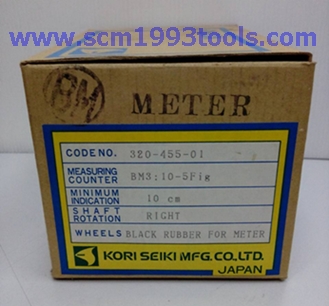 www.scm1993tools.com
BM
METER
CODE NO. 320-455-01
MEASURING COUNTER BM3:10-5FiR
MINIMUM INDICATION 10 cm
SHAFT ROTATION RIGHT
WHEELS BLACK RUBBER FOR METER
KORI SEIKI MFG. CO., LTD.
JAPAN